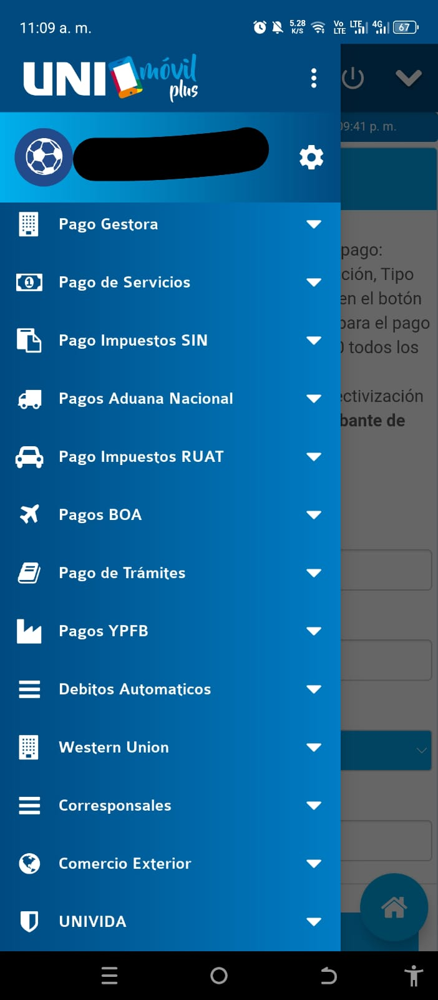 11:09 a. m.
5.28 K/S
Vo LTE
LTE
4G
67
UNI móvil plus
09:41 p. m.
Pago Gestora
pago:
ción, Tipo
Pago de Servicios
en el botón
para el pago
Pago Impuestos SIN
todos los
Pagos Aduana Nacional
ectivización
bante de
Pago Impuestos RUAT
Pagos BOA
Pago de Trámites
Pagos YPFB
Debitos Automaticos
Western Union
Corresponsales
Comercio Exterior
UNIVIDA